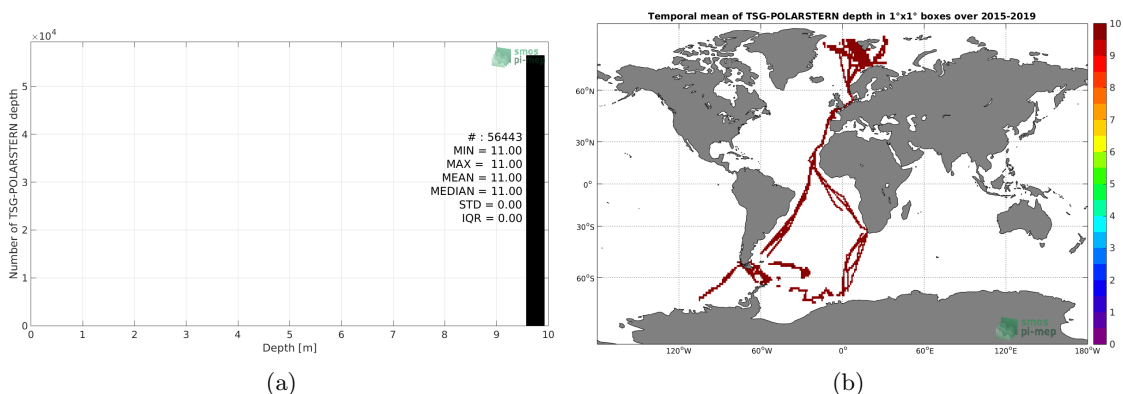 ×10⁴
5
4
3
2
1
0
Number of TSG-POLARSTERN depth
smos
pi-mep
# : 56443
MIN = 11.00
MAX = 11.00
MEAN = 11.00
MEDIAN = 11.00
STD = 0.00
IQR = 0.00
0 1 2 3 4 5 6 7 8 9 10
Depth [m]
(a)
Temporal mean of TSG-POLARSTERN depth in 1°x1° boxes over 2015-2019
60°N
30°N
0°
30°S
60°S
120°W 60°W 0° 60°E 120°E 180°W
smos
pi-mep
10
9
8
7
6
5
4
3
2
1
0
(b)